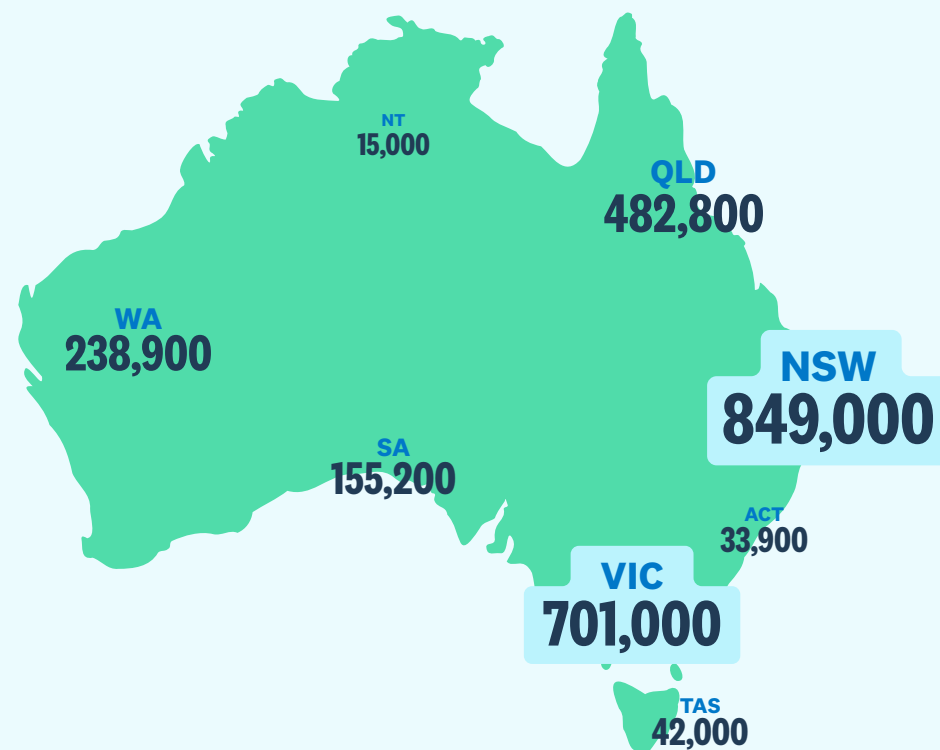 NT
15,000
QLD
482,800
WA
238,900
NSW
849,000
SA
155,200
ACT
33,900
VIC
701,000
TAS
42,000